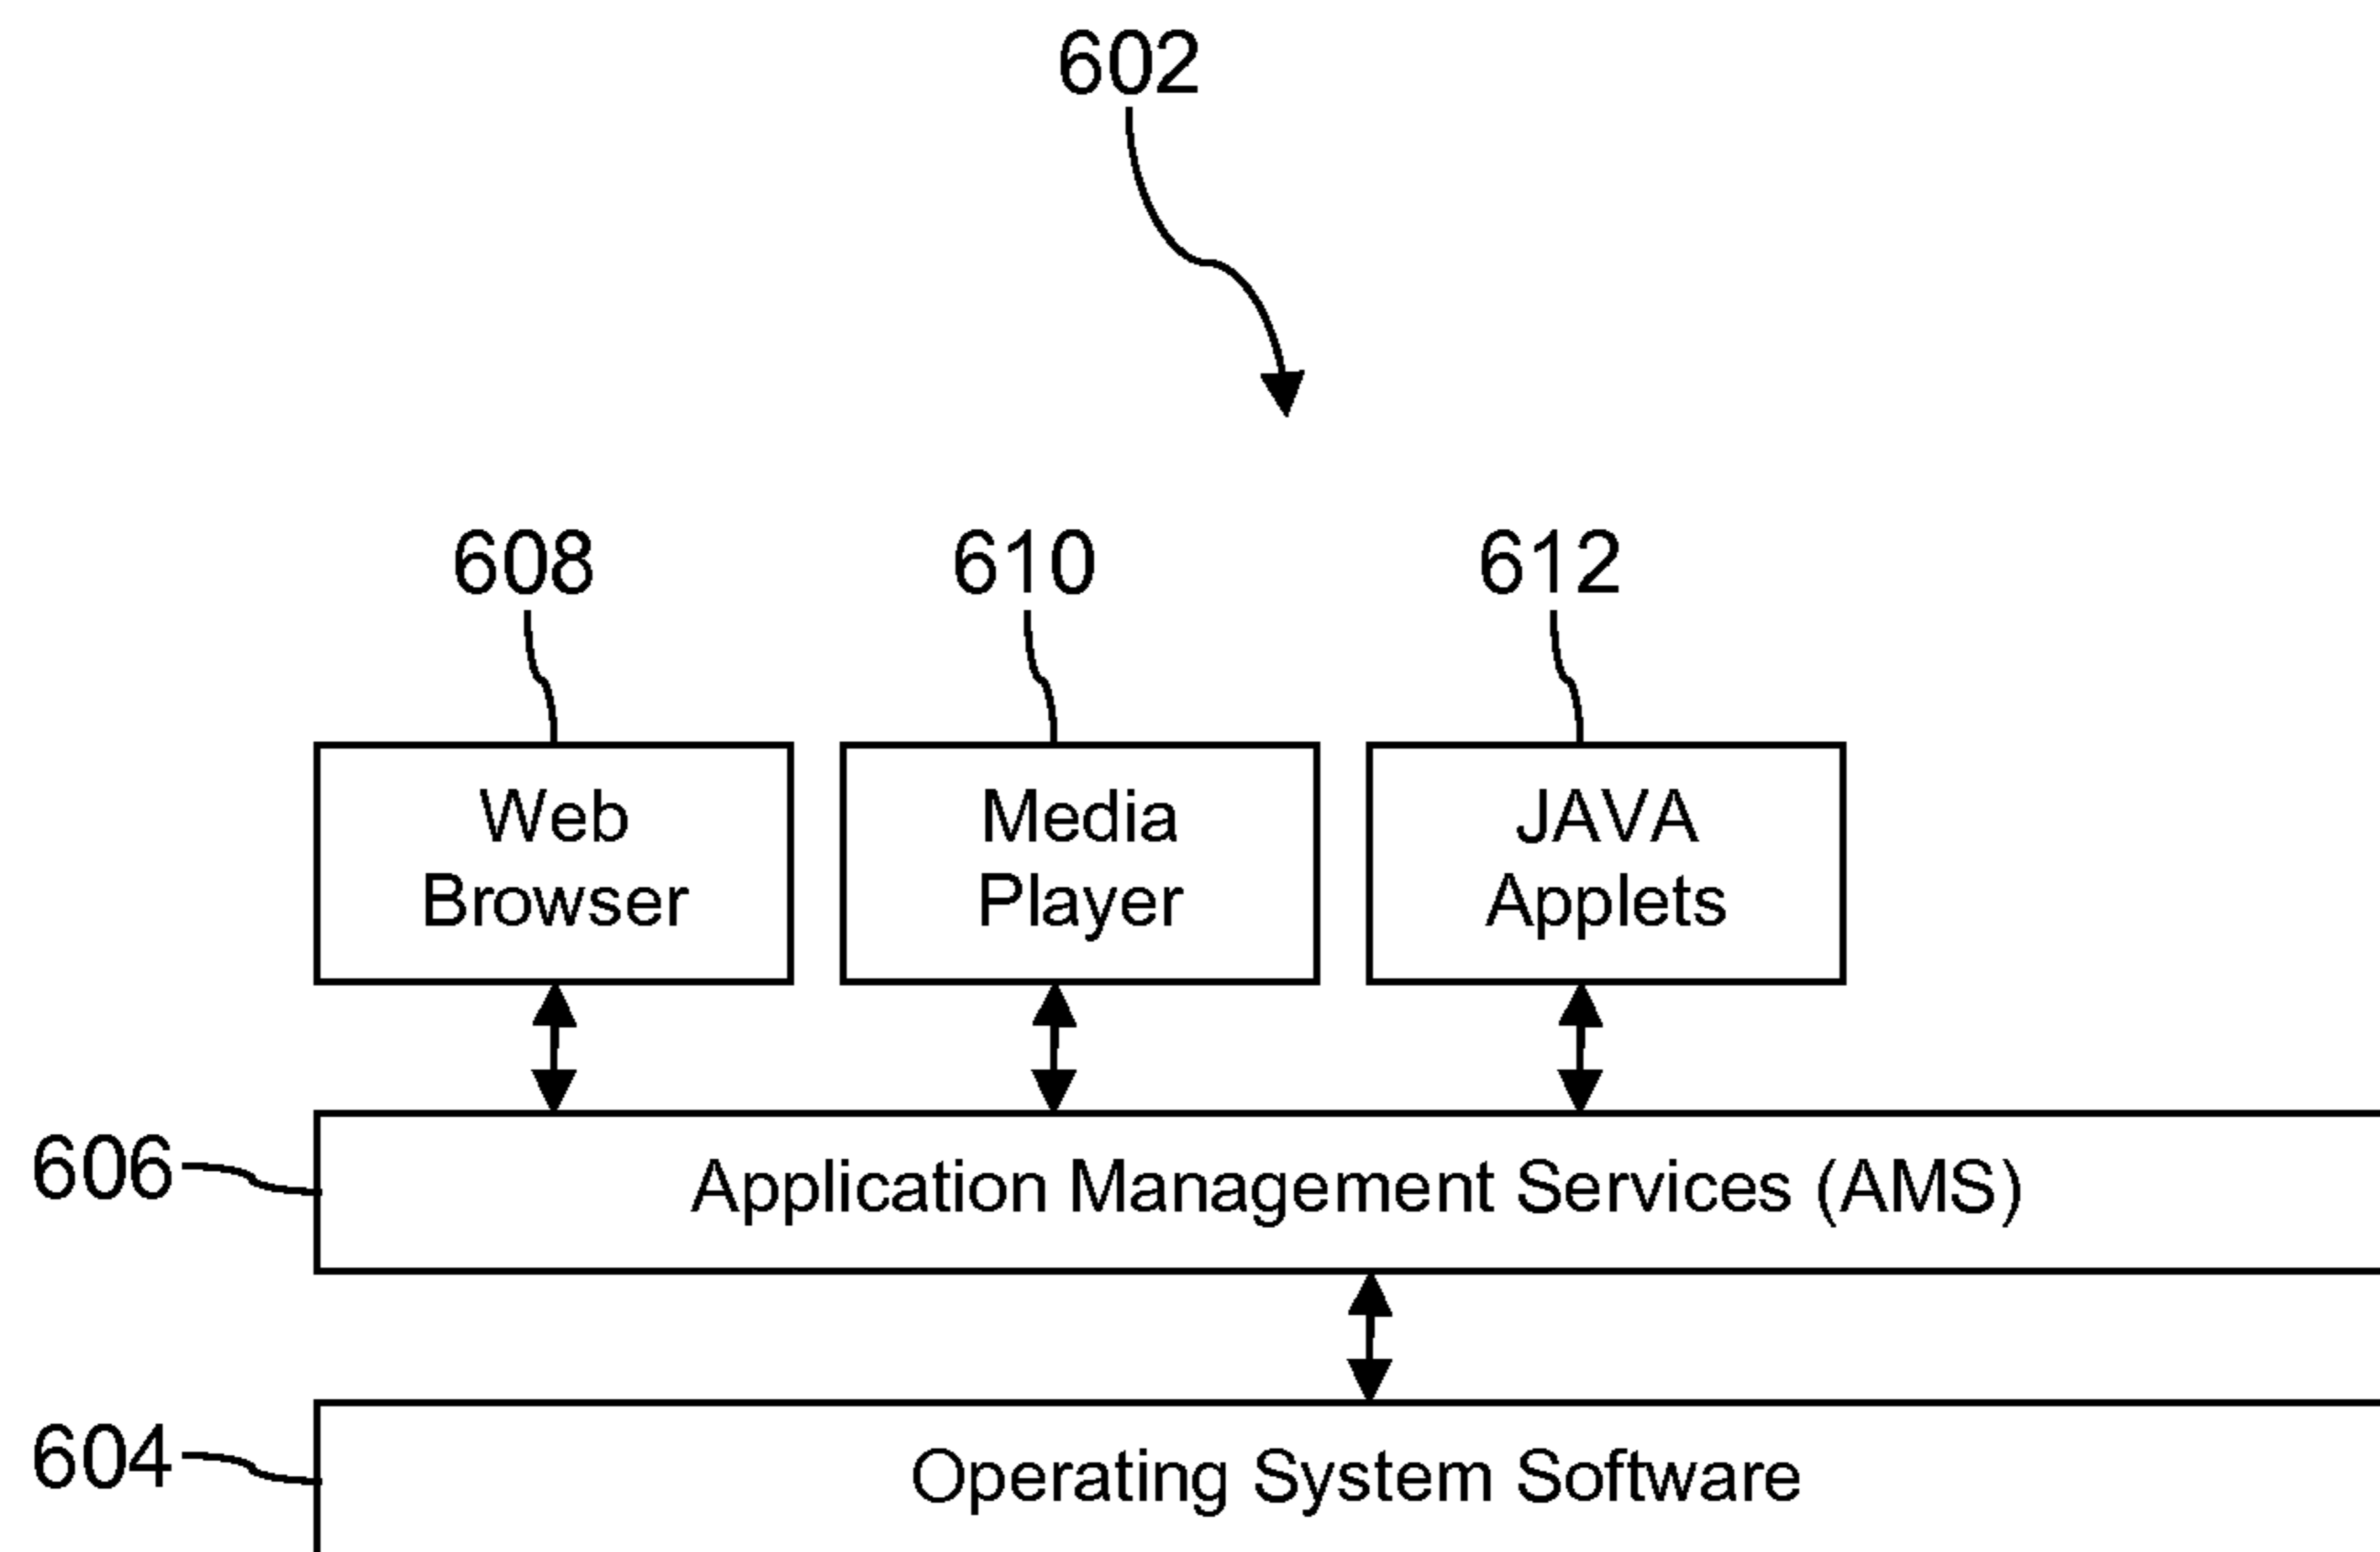 602
608
610
612
Web
Browser
Media
Player
JAVA
Applets
606
Application Management Services (AMS)
604
Operating System Software